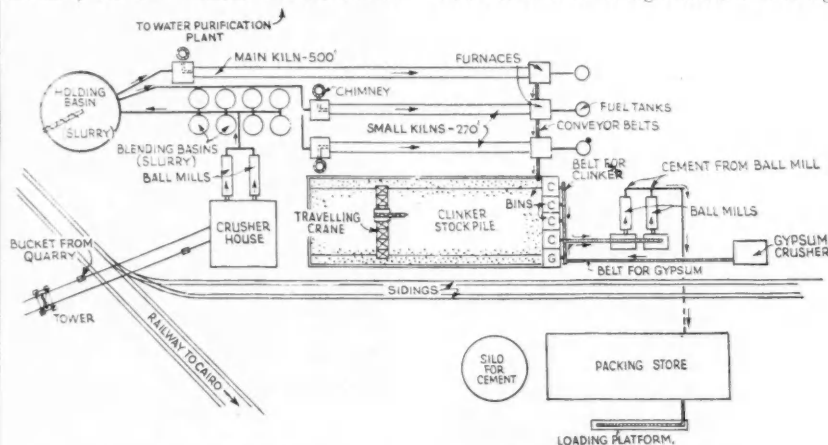 TO WATER PURIFICATION
PLANT
MAIN KILN-500'
FURNACES
HOLDING
BASIN
(SLURRY)
CHIMNEY
FUEL TANKS
SMALL KILNS-270'
CONVEYOR BELTS
BLENDING BASINS
(SLURRY)
BALL MILLS
BELT FOR
CLINKER
CEMENT FROM BALL MILL
BINS
BUCKET FROM
QUARRY
CRUSHER
HOUSE
TRAVELLING
CRANE
CLINKER
STOCKPILE
C
C
C
C
G
BALL MILLS
GYPSUM
CRUSHER
BELT FOR GYPSUM
SIDINGS
TOWER
RAILWAY TO CAIRO
SILO
FOR
CEMENT
PACKING STORE
LOADING PLATFORM,